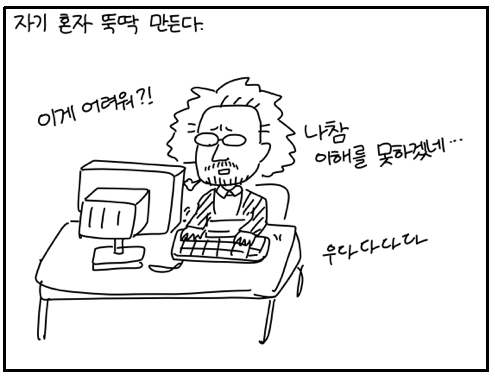 자기 혼자 뚝딱 만든다.
이게 어려워?!
나참
이해를 못하겠네...
우다다다다